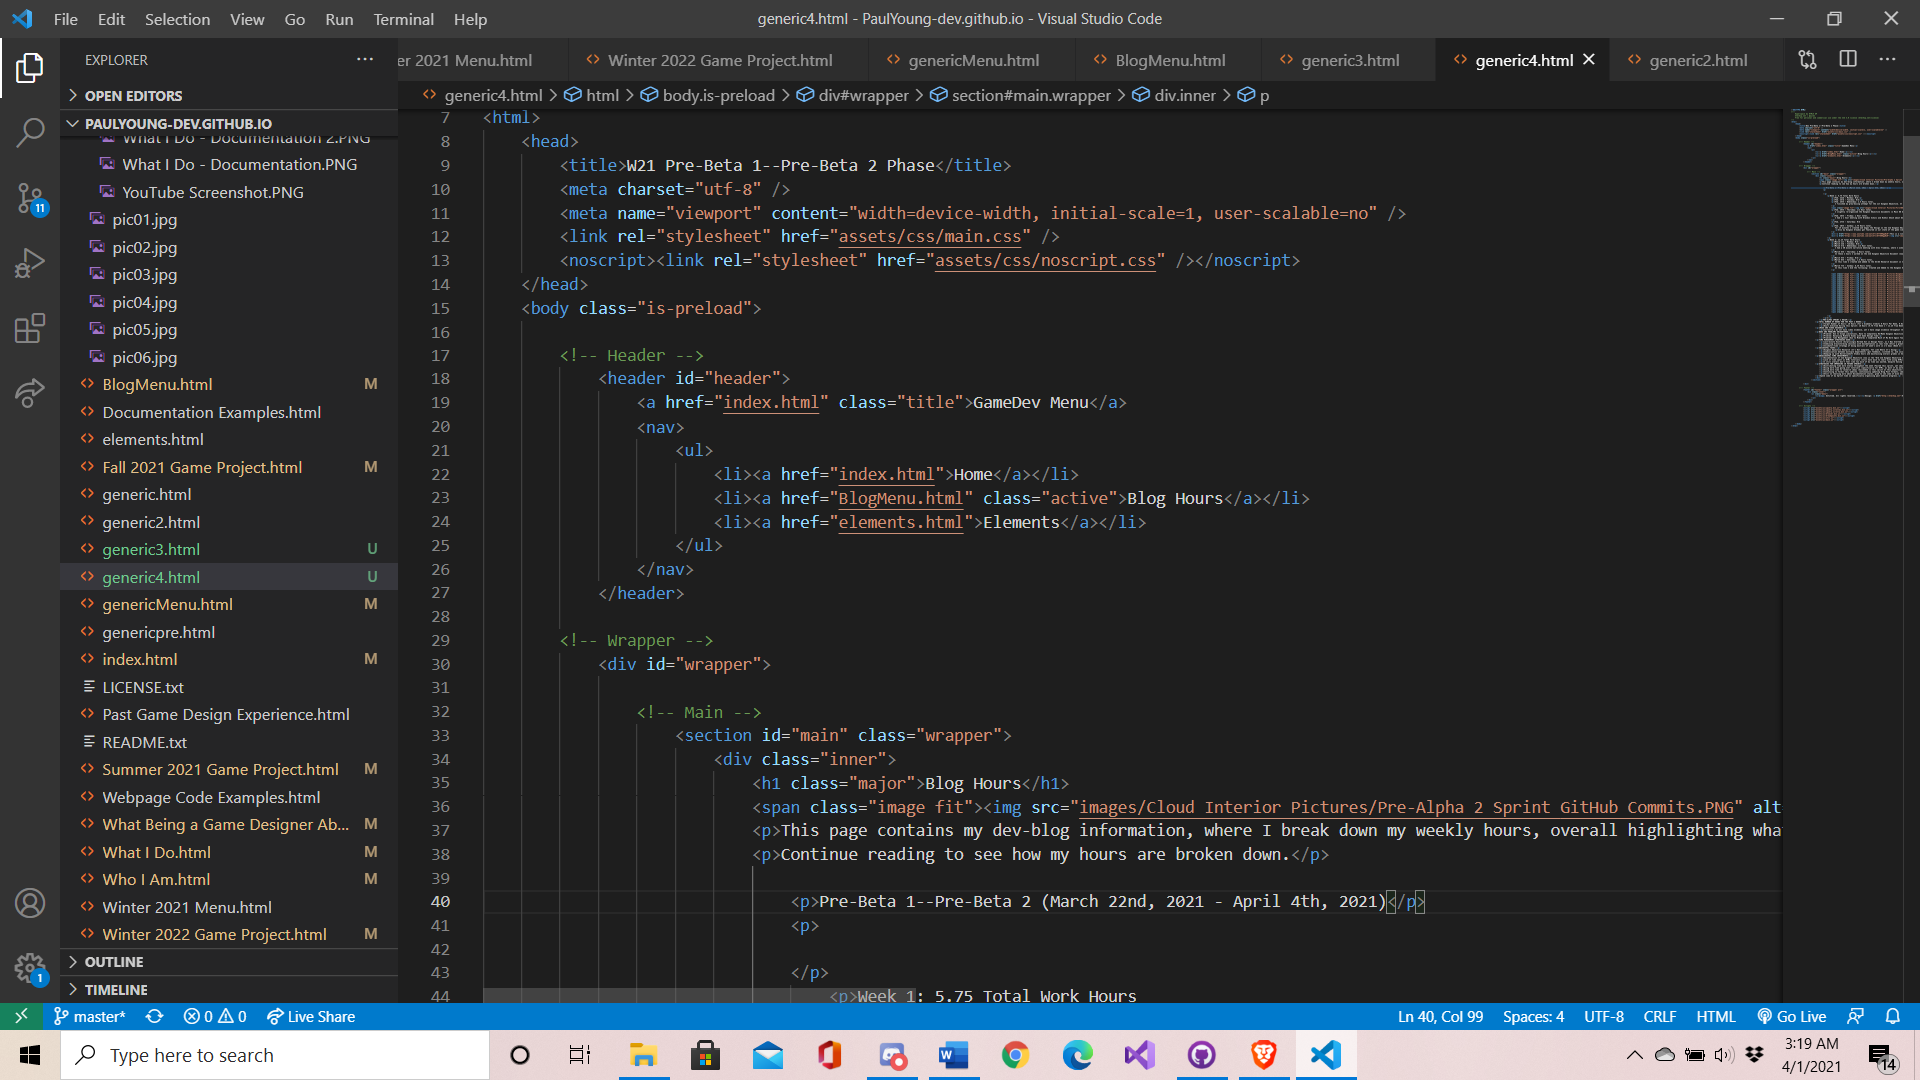 File Edit Selection View Go Run Terminal Help
generic4.html - PaulYoung-dev.github.io - Visual Studio Code
EXPLORER
er 2021 Menu.html
Winter 2022 Game Project.html
genericMenu.html
BlogMenu.html
generic3.html
generic4.html
generic2.html
OPEN EDITORS
PAULYOUNG-DEV.GITHUB.IO
What I Do - Documentation 2.PNG
What I Do - Documentation.PNG
YouTube Screenshot.PNG
pic01.jpg
pic02.jpg
pic03.jpg
pic04.jpg
pic05.jpg
pic06.jpg
BlogMenu.html M
Documentation Examples.html
elements.html
Fall 2021 Game Project.html M
generic.html
generic2.html
generic3.html U
generic4.html U
genericMenu.html M
genericpre.html
index.html M
LICENSE.txt
Past Game Design Experience.html
README.txt
Summer 2021 Game Project.html M
Webpage Code Examples.html
What Being a Game Designer Ab... M
What I Do.html M
Who I Am.html M
Winter 2021 Menu.html
Winter 2022 Game Project.html M
OUTLINE
TIMELINE
11
1
generic4.html > html > body.is-preload > div#wrapper > section#main.wrapper > div.inner > p
7 <html>
8 <head>
9 <title>W21 Pre-Beta 1--Pre-Beta 2 Phase</title>
10 <meta charset="utf-8" />
11 <meta name="viewport" content="width=device-width, initial-scale=1, user-scalable=no" />
12 <link rel="stylesheet" href="assets/css/main.css" />
13 <noscript><link rel="stylesheet" href="assets/css/noscript.css" /></noscript>
14 </head>
15 <body class="is-preload">
16
17 <!-- Header -->
18 <header id="header">
19 <a href="index.html" class="title">GameDev Menu</a>
20 <nav>
21 <ul>
22 <li><a href="index.html">Home</a></li>
23 <li><a href="BlogMenu.html" class="active">Blog Hours</a></li>
24 <li><a href="elements.html">Elements</a></li>
25 </ul>
26 </nav>
27 </header>
28
29 <!-- Wrapper -->
30 <div id="wrapper">
31
32 <!-- Main -->
33 <section id="main" class="wrapper">
34 <div class="inner">
35 <h1 class="major">Blog Hours</h1>
36 <span class="image fit"><img src="images/Cloud Interior Pictures/Pre-Alpha 2 Sprint GitHub Commits.PNG" alt
37 <p>This page contains my dev-blog information, where I break down my weekly hours, overall highlighting wha
38 <p>Continue reading to see how my hours are broken down.</p>
39
40 <p>Pre-Beta 1--Pre-Beta 2 (March 22nd, 2021 - April 4th, 2021)</p>
41 <p>
42
43 </p>
44 <p>Week 1: 5.75 Total Work Hours
master* 0 0 Live Share
Ln 40, Col 99 Spaces: 4 UTF-8 CRLF HTML Go Live
Type here to search
3:19 AM
4/1/2021
14